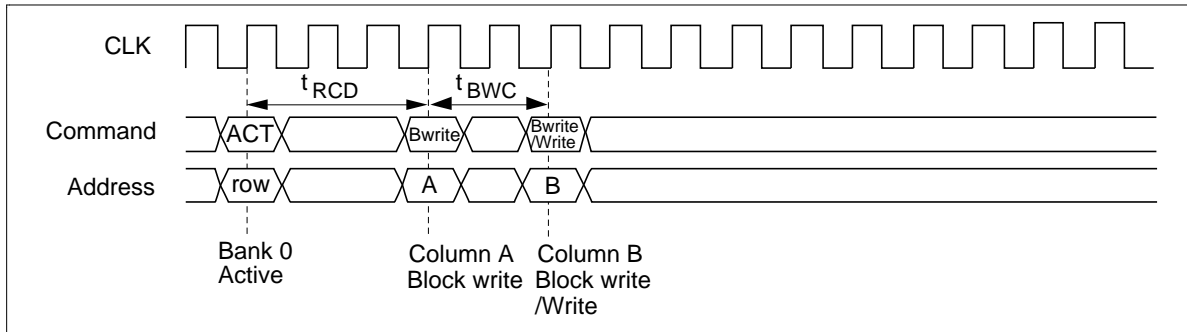 CLK
t RCD
t BWC
Command
ACT
Bwrite
Bwrite
/Write
Address
row
A
B
Bank 0
Active
Column A
Block write
Column B
Block write
/Write